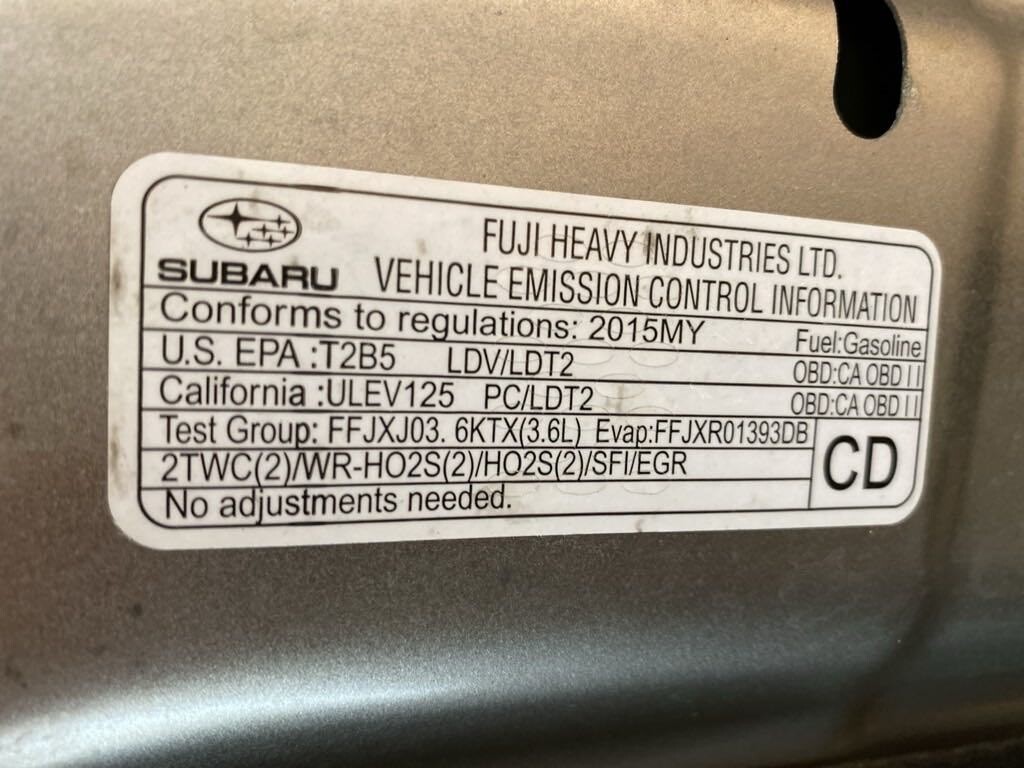 SUBARU
FUJI HEAVY INDUSTRIES LTD.
VEHICLE EMISSION CONTROL INFORMATION
Conforms to regulations: 2015MY Fuel:Gasoline
U.S. EPA :T2B5 LDV/LDT2 OBD:CA OBD II
California :ULEV125 PC/LDT2 OBD:CA OBD II
Test Group: FFJXJ03. 6KTX(3.6L) Evap:FFJXR01393DB
2TWC(2)/WR-HO2S(2)/HO2S(2)/SFI/EGR
No adjustments needed.
CD